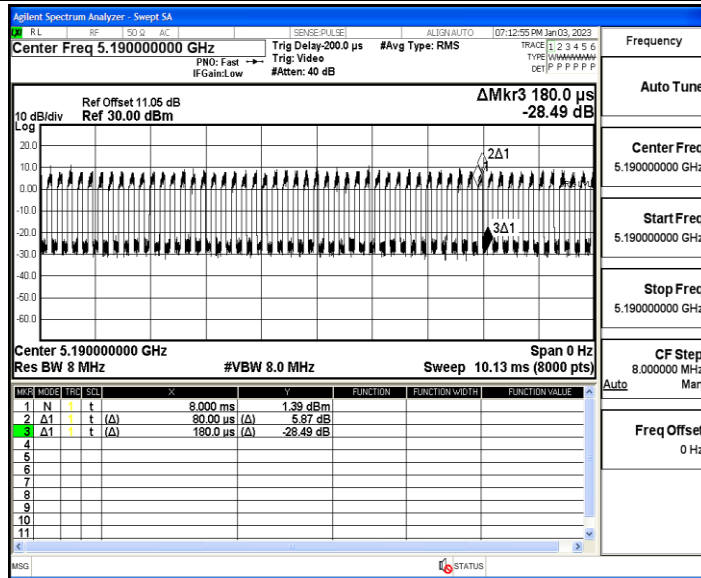 Agilent Spectrum Analyzer - Swept SA
RL RF 50 Ω AC SENSE:PULSE ALIGN AUTO 07:12:55 PM Jan 03, 2023
Center Freq 5.190000000 GHz
PNO: Fast
IFGain:Low
Trig Delay-200.0 µs
Trig: Video
#Atten: 40 dB
#Avg Type: RMS
TRACE 1 2 3 4 5 6
TYPE
DET P P P P P P
Frequency
Auto Tune
Center Freq
5.190000000 GHz
Start Freq
5.190000000 GHz
Stop Freq
5.190000000 GHz
CF Step
8.000000 MHz
Auto Man
Freq Offset
0 Hz
Ref Offset 11.05 dB
10 dB/div Ref 30.00 dBm
Log
ΔMkr3 180.0 µs
-28.49 dB
20.0
10.0
0.00
-10.0
-20.0
-30.0
-40.0
-50.0
-60.0
2Δ1
3Δ1
Center 5.190000000 GHz Span 0 Hz
Res BW 8 MHz #VBW 8.0 MHz Sweep 10.13 ms (8000 pts)
MKR MODE TRC SCL X Y FUNCTION FUNCTION WIDTH FUNCTION VALUE
1 N 1 t 8.000 ms 1.39 dBm
2 Δ1 1 t (Δ) 80.00 µs (Δ) 5.87 dB
3 Δ1 1 t (Δ) 180.0 µs (Δ) -28.49 dB
4
5
6
7
8
9
10
11
MSG STATUS